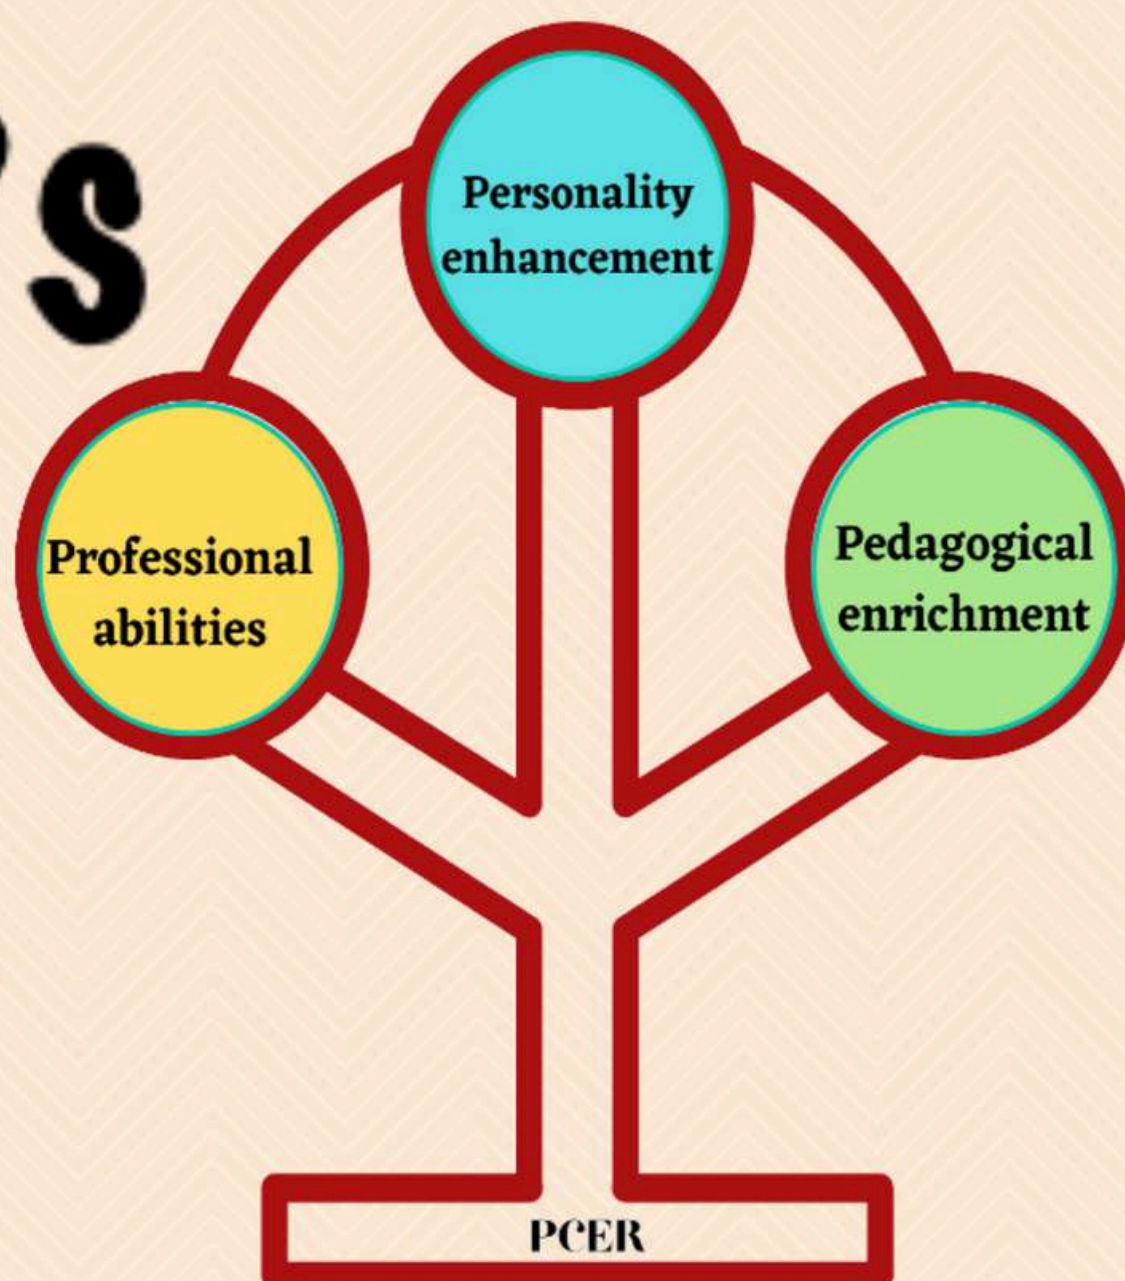 's
Personality
enhancement
Professional
abilities
Pedagogical
enrichment
PCER